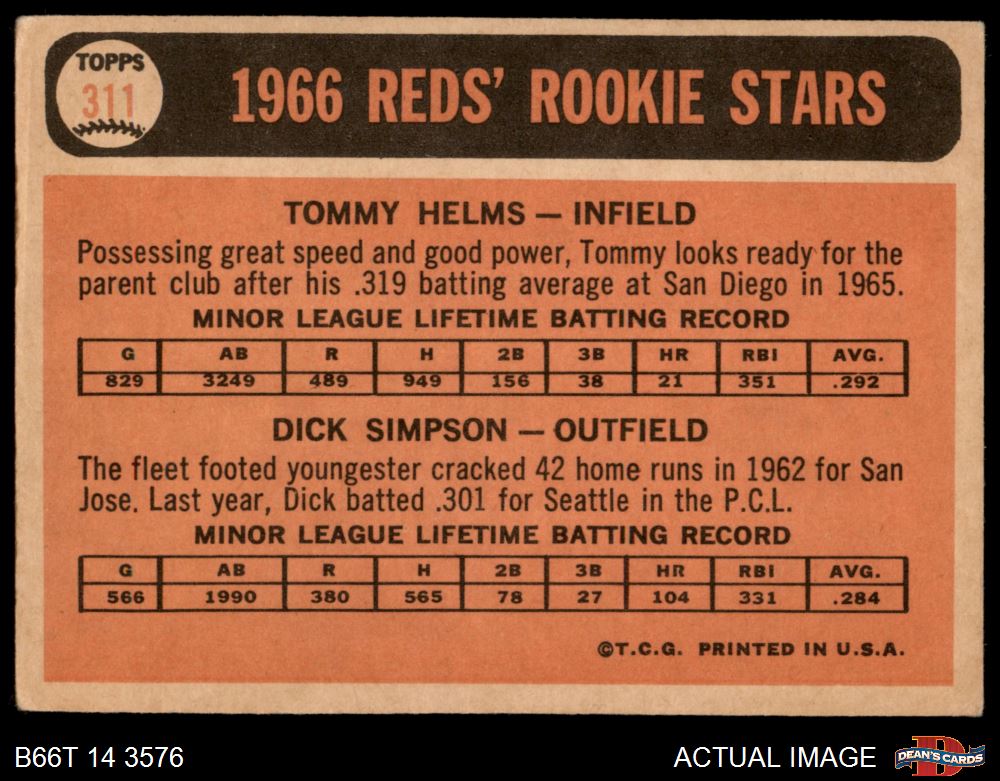 TOPPS
311
1966 REDS' ROOKIE STARS
TOMMY HELMS — INFIELD
Possessing great speed and good power, Tommy looks ready for the
parent club after his .319 batting average at San Diego in 1965.
MINOR LEAGUE LIFETIME BATTING RECORD
G AB R H 2B 3B HR RBI AVG.
829 3249 489 949 156 38 21 351 .292
DICK SIMPSON — OUTFIELD
The fleet footed youngester cracked 42 home runs in 1962 for San
Jose. Last year, Dick batted .301 for Seattle in the P.C.L.
MINOR LEAGUE LIFETIME BATTING RECORD
G AB R H 2B 3B HR RBI AVG.
566 1990 380 565 78 27 104 331 .284
©T.C.G. PRINTED IN U.S.A.
B66T 14 3576
ACTUAL IMAGE
D
DEAN'S CARDS